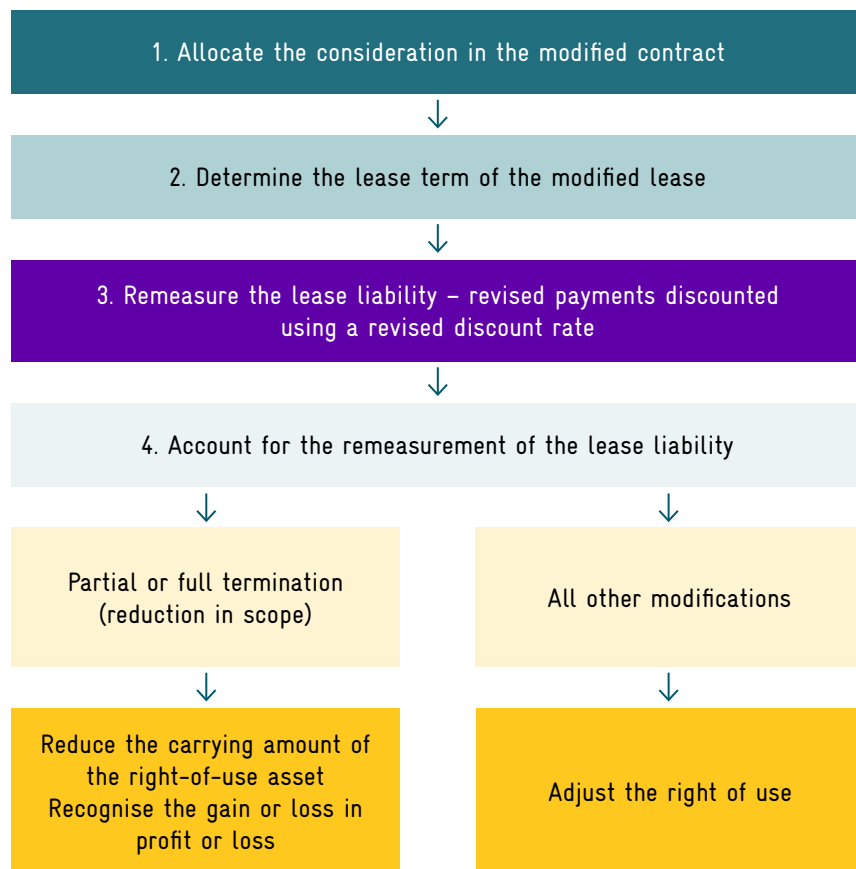 1. Allocate the consideration in the modified contract
2. Determine the lease term of the modified lease
3. Remeasure the lease liability – revised payments discounted
using a revised discount rate
4. Account for the remeasurement of the lease liability
Partial or full termination
(reduction in scope)
All other modifications
Reduce the carrying amount of
the right-of-use asset
Recognise the gain or loss in
profit or loss
Adjust the right of use